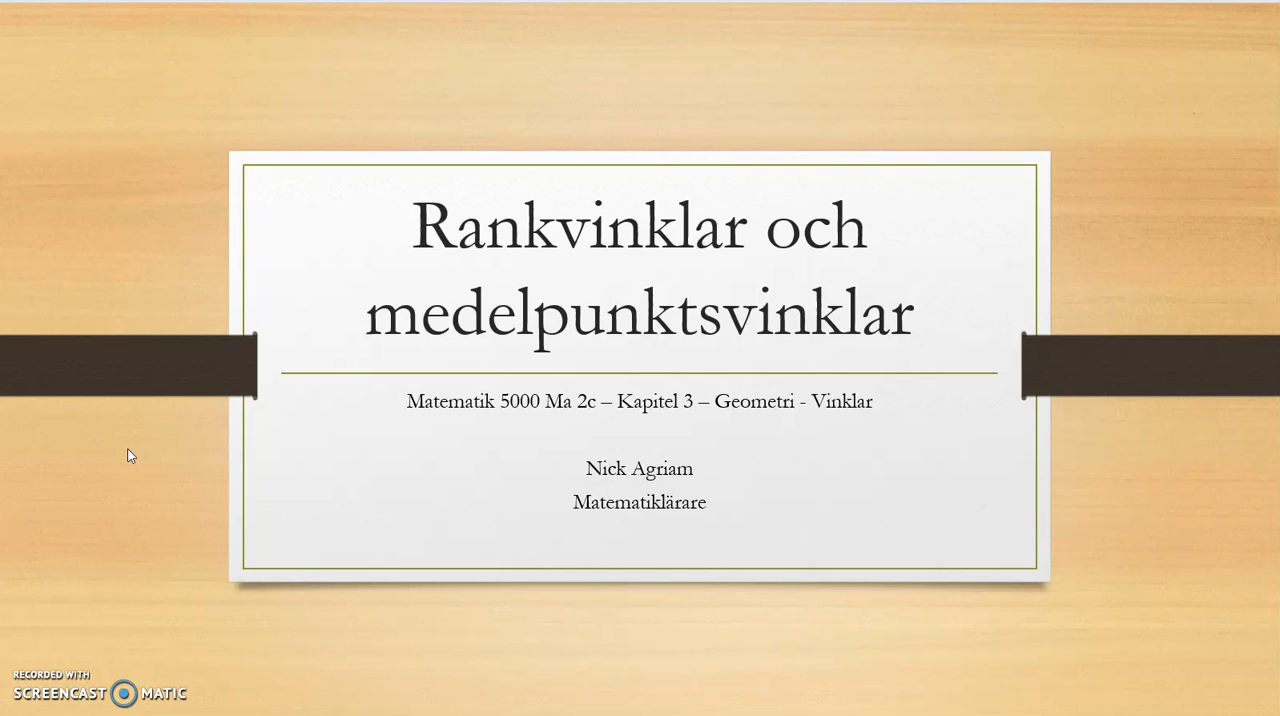 Rankvinklar och
medelpunktsvinklar
Matematik 5000 Ma 2c – Kapitel 3 – Geometri - Vinklar
Nick Agriam
Matematiklärare
RECORDED WITH
SCREENCAST MATIC